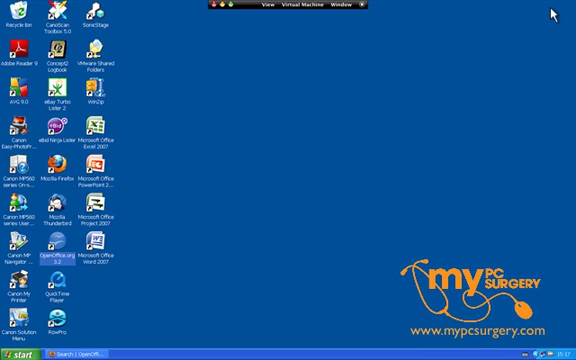 View Virtual Machine Window
Recycle Bin
CanoScan
Toolbox 5.0
SonicStage
Adobe Reader 9
Concept2
Logbook
VMware Shared
Folders
AVG 9.0
eBay Turbo
Lister 2
WinZip
Canon
Easy-PhotoPr...
eBid Ninja Lister
Microsoft Office
Excel 2007
Canon MP560
series On-s...
Mozilla Firefox
Microsoft Office
PowerPoint 2...
Canon MP560
series User...
Mozilla
Thunderbird
Microsoft Office
Project 2007
Canon MP
Navigator ...
OpenOffice.org
3.2
Microsoft Office
Word 2007
Canon My
Printer
QuickTime
Player
Canon Solution
Menu
RowPro
my PC
SURGERY
www.mypcsurgery.com
start
Search | OpenOff...
15:17